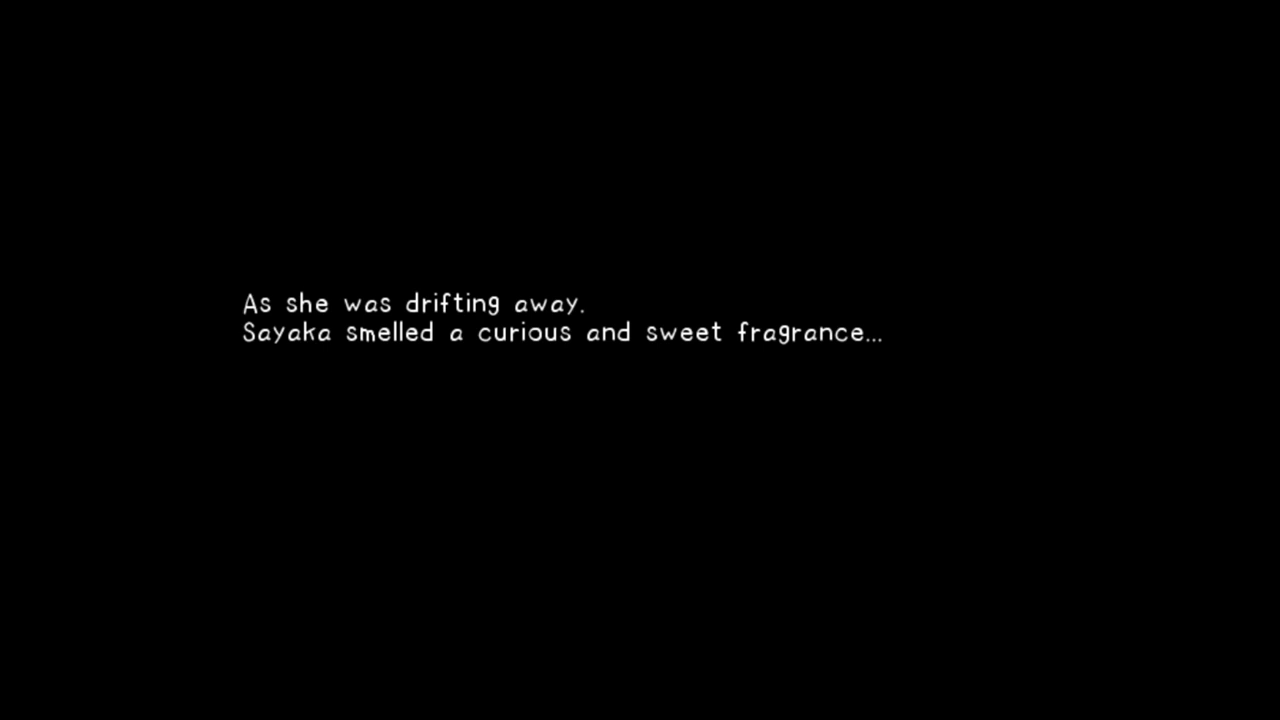 As she was drifting away.
Sayaka smelled a curious and sweet fragrance...